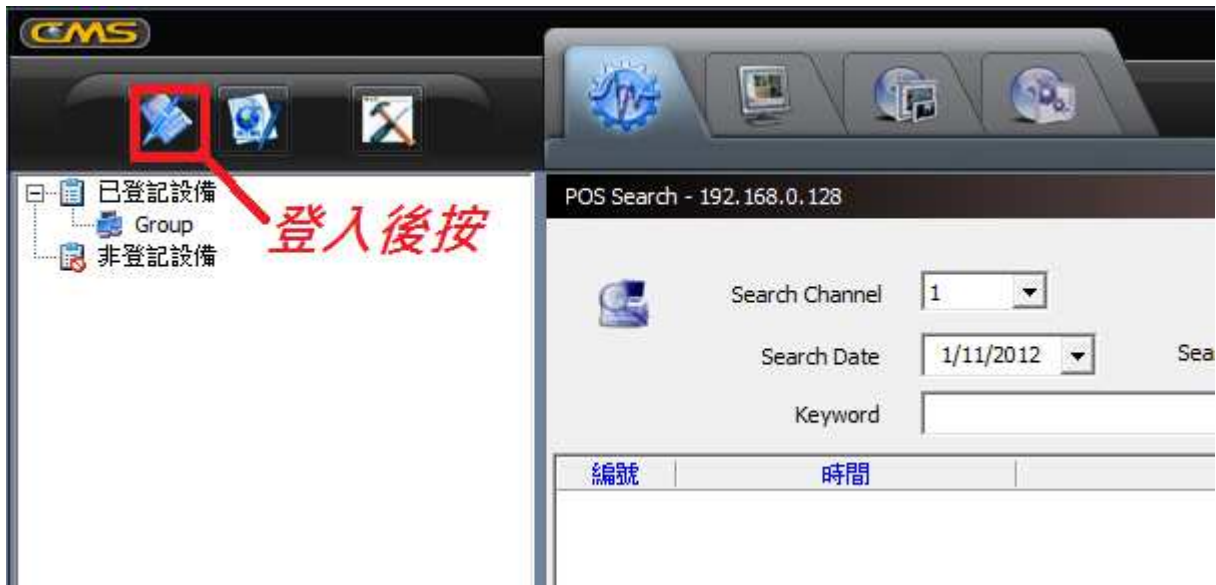 CMS
已登記設備
Group
非登記設備
登入後按
POS Search - 192.168.0.128
Search Channel 1
Search Date 1/11/2012 Sea
Keyword
編號 時間